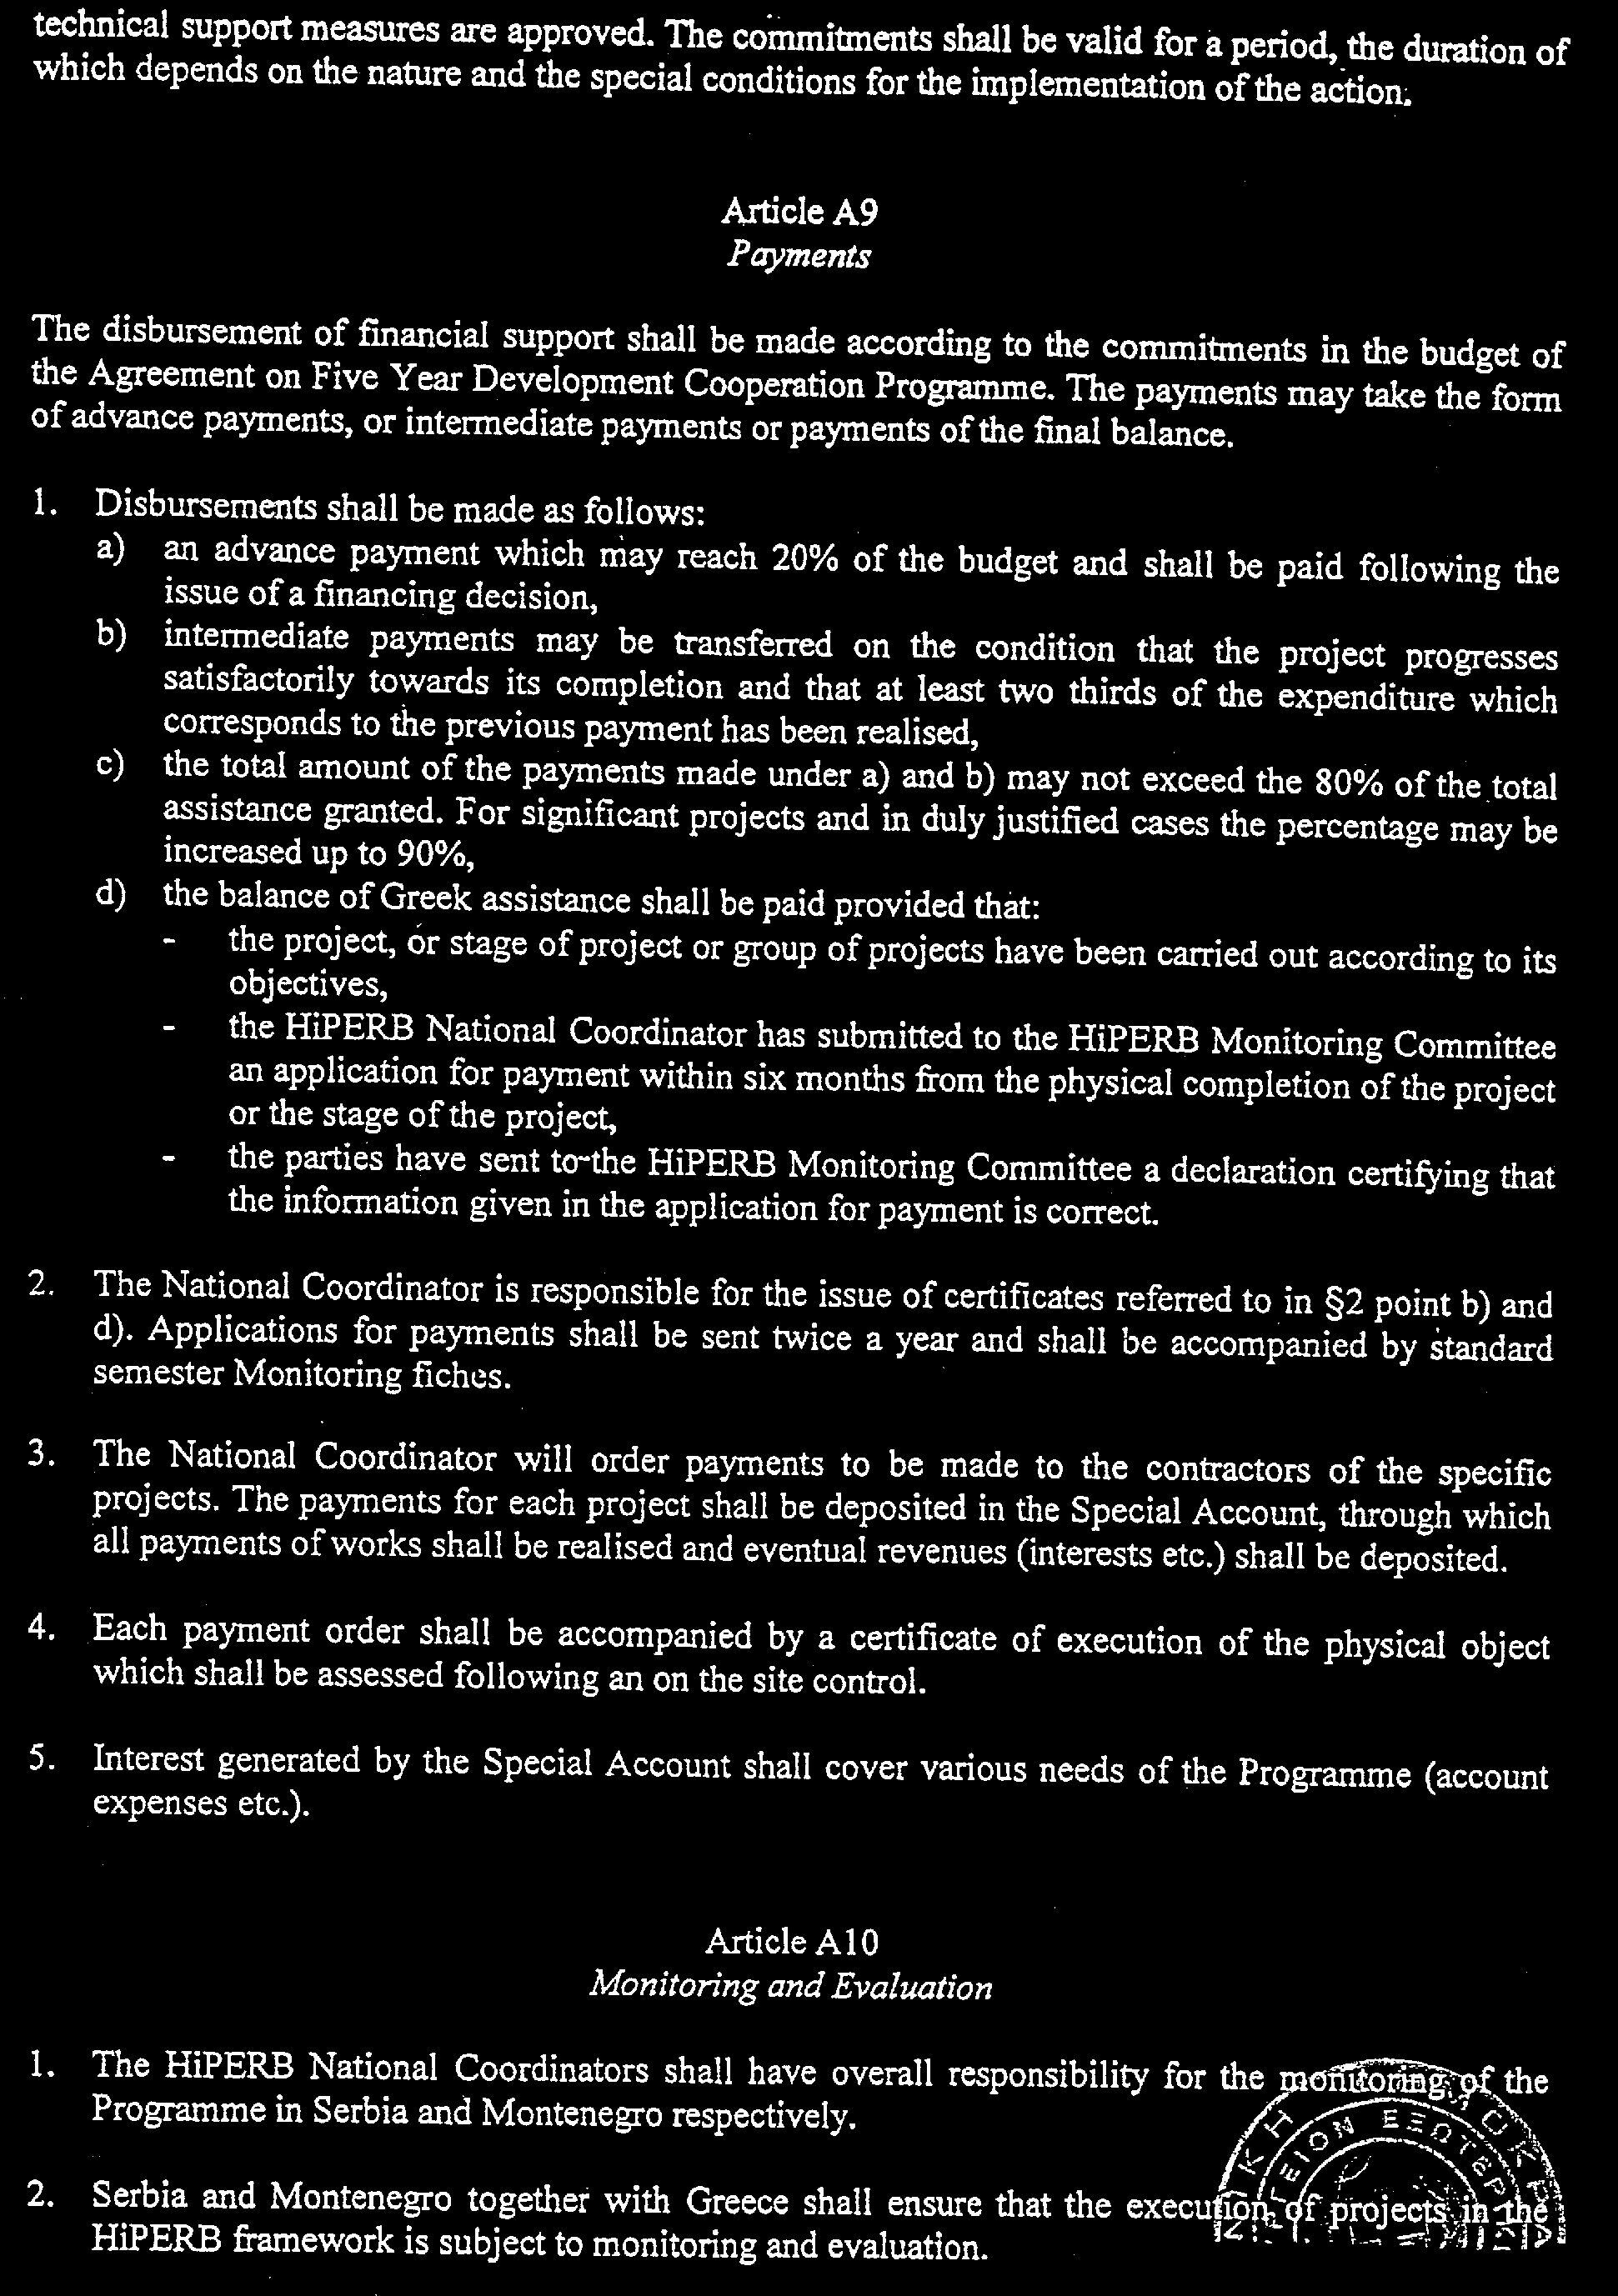 technical support measures are approved. The commitments shall be valid for a period, the duration of
which depends on the nature and the special conditions for the implementation of the action.
Article A9
Payments
The disbursement of financial support shall be made according to the commitments in the budget of
the Agreement on Five Year Development Cooperation Programme. The payments may take the form
of advance payments, or intermediate payments or payments of the final balance.
1. Disbursements shall be made as follows:
a) an advance payment which may reach 20% of the budget and shall be paid following the
issue of a financing decision,
b) intermediate payments may be transferred on the condition that the project progresses
satisfactorily towards its completion and that at least two thirds of the expenditure which
corresponds to the previous payment has been realised,
c) the total amount of the payments made under a) and b) may not exceed the 80% of the total
assistance granted. For significant projects and in duly justified cases the percentage may be
increased up to 90%,
d) the balance of Greek assistance shall be paid provided that:
- the project, or stage of project or group of projects have been carried out according to its
objectives,
- the HiPERB National Coordinator has submitted to the HiPERB Monitoring Committee
an application for payment within six months from the physical completion of the project
or the stage of the project,
- the parties have sent to the HiPERB Monitoring Committee a declaration certifying that
the information given in the application for payment is correct.
2. The National Coordinator is responsible for the issue of certificates referred to in §2 point b) and
d). Applications for payments shall be sent twice a year and shall be accompanied by standard
semester Monitoring fiches.
3. The National Coordinator will order payments to be made to the contractors of the specific
projects. The payments for each project shall be deposited in the Special Account, through which
all payments of works shall be realised and eventual revenues (interests etc.) shall be deposited.
4. Each payment order shall be accompanied by a certificate of execution of the physical object
which shall be assessed following an on the site control.
5. Interest generated by the Special Account shall cover various needs of the Programme (account
expenses etc.).
Article A10
Monitoring and Evaluation
1. The HiPERB National Coordinators shall have overall responsibility for the monitoring of the
Programme in Serbia and Montenegro respectively.
2. Serbia and Montenegro together with Greece shall ensure that the execution of projects in the
HiPERB framework is subject to monitoring and evaluation.